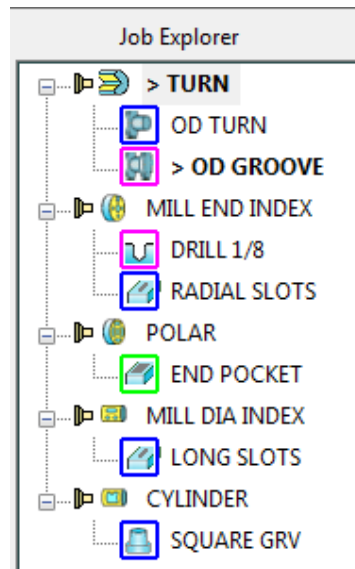 Job Explorer
> TURN
OD TURN
> OD GROOVE
MILL END INDEX
DRILL 1/8
RADIAL SLOTS
POLAR
END POCKET
MILL DIA INDEX
LONG SLOTS
CYLINDER
SQUARE GRV